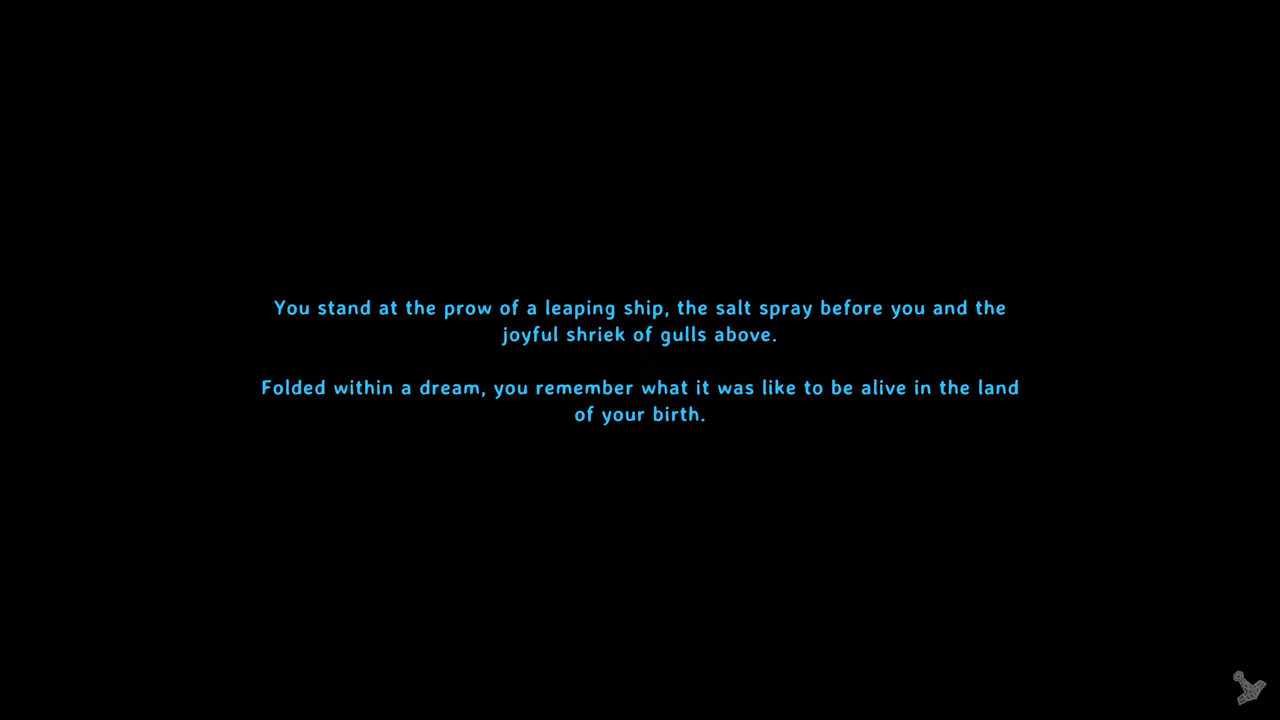 You stand at the prow of a leaping ship, the salt spray before you and the
joyful shriek of gulls above.
Folded within a dream, you remember what it was like to be alive in the land
of your birth.